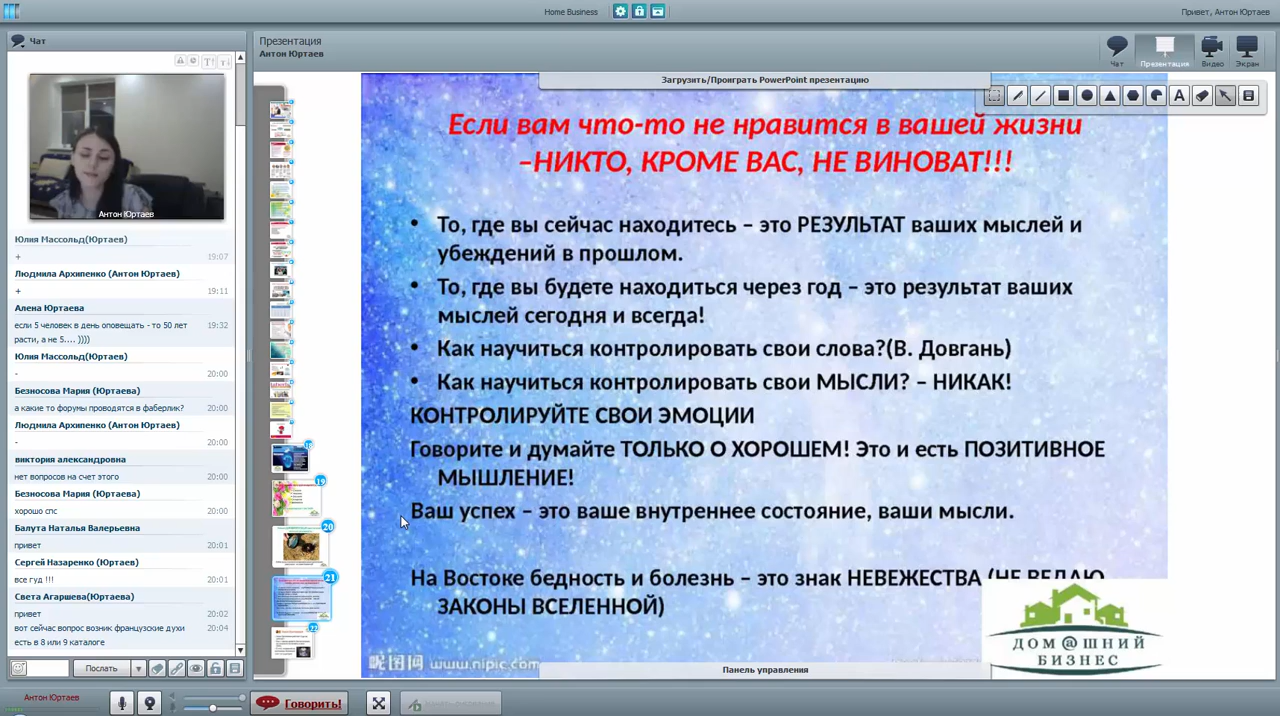 Home Business
Привет, Антон Юртаев
Чат
Презентация
Антон Юртаев
Чат
Презентация
Видео
Экран
Загрузить/Проиграть PowerPoint презентацию
Антон Юртаев
Юлия Массольд(Юртаев)
19:07
Людмила Архипенко (Антон Юртаев)
19:11
Алена Юртаева
если 5 человек в день оповещать - то 50 лет 19:32
расти, а не 5.... ))))
Юлия Массольд(Юртаев)
- 20:00
Безносова Мария (Юртаева)
а какие то форумы проводятся в фаберлик? 20:00
Людмила Архипенко (Антон Юртаев)
- 20:00
виктория александровна
нет вопросов на счет этого 20:00
Безносова Мария (Юртаева)
хорошо спс 20:00
Балута Наталья Валерьевна
привет 20:01
Сергей Назаренко (Юртаев)
все гуд !!! 20:01
Света Агаршева(Юртаева)
привет 20:02
вот сейчас вопрос возник французские духи 20:04
есть в 8 или 9 каталоге
Послать
Антон Юртаев
Говорить!
18
19
20
21
22
Если вам что-то не нравится в вашей жизни
–НИКТО, КРОМЕ ВАС, НЕ ВИНОВАТ!!!
• То, где вы сейчас находитесь – это РЕЗУЛЬТАТ ваших мыслей и
убеждений в прошлом.
• То, где вы будете находиться через год – это результат ваших
мыслей сегодня и всегда!
• Как научиться контролировать свои слова?(В. Довгань)
• Как научиться контролировать свои МЫСЛИ? – НИКАК!
КОНТРОЛИРУЙТЕ СВОИ ЭМОЦИИ
Говорите и думайте ТОЛЬКО О ХОРОШЕМ! Это и есть ПОЗИТИВНОЕ
МЫШЛЕНИЕ!
Ваш успех – это ваше внутреннее состояние, ваши мысли.
На Востоке бедность и болезни – это знак НЕВЕЖЕСТВА (НЕ ВЕДАЮ
ЗАКОНЫ ВСЕЛЕННОЙ)
昵图网 www.nipic.com
Панель управления
ДОМ@ШНИЙ
БИЗНЕС